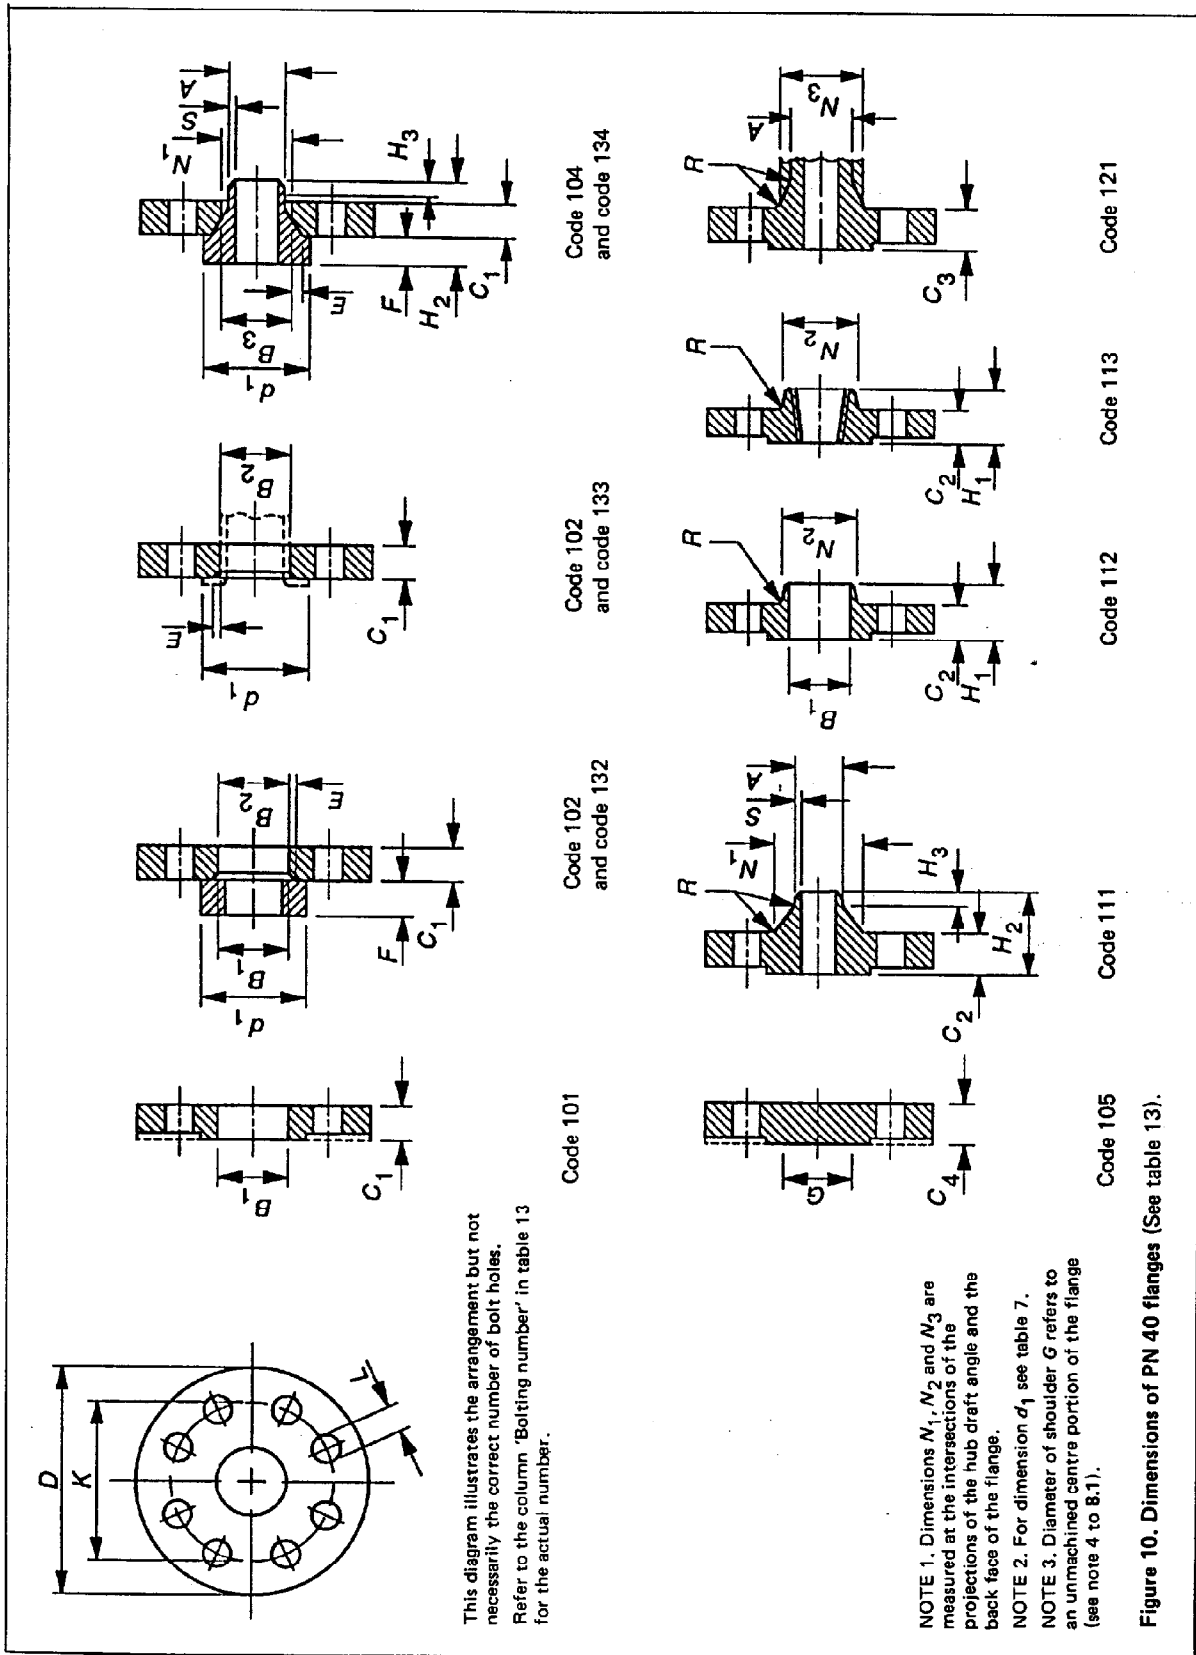 D
K
L
This diagram illustrates the arrangement but not
necessarily the correct number of bolt holes.
Refer to the column ‘Bolting number’ in table 13
for the actual number.
B1
C1
Code 101
d1
B1
F
C1
B2
E
Code 102
and code 132
d1
E
C1
B2
Code 102
and code 133
d1
B3
E
F
H2
C1
N1
S
A
H3
Code 104
and code 134
G
C4
Code 105
R
N1
S
A
H3
H2
C2
Code 111
R
B1
N2
C2
H1
Code 112
R
N2
C2
H1
Code 113
R
A
N3
C3
Code 121
NOTE 1. Dimensions N1, N2 and N3 are
measured at the intersections of the
projections of the hub draft angle and the
back face of the flange.
NOTE 2. For dimension d1 see table 7.
NOTE 3. Diameter of shoulder G refers to
an unmachined centre portion of the flange
(see note 4 to 8.1).
Figure 10. Dimensions of PN 40 flanges (See table 13).